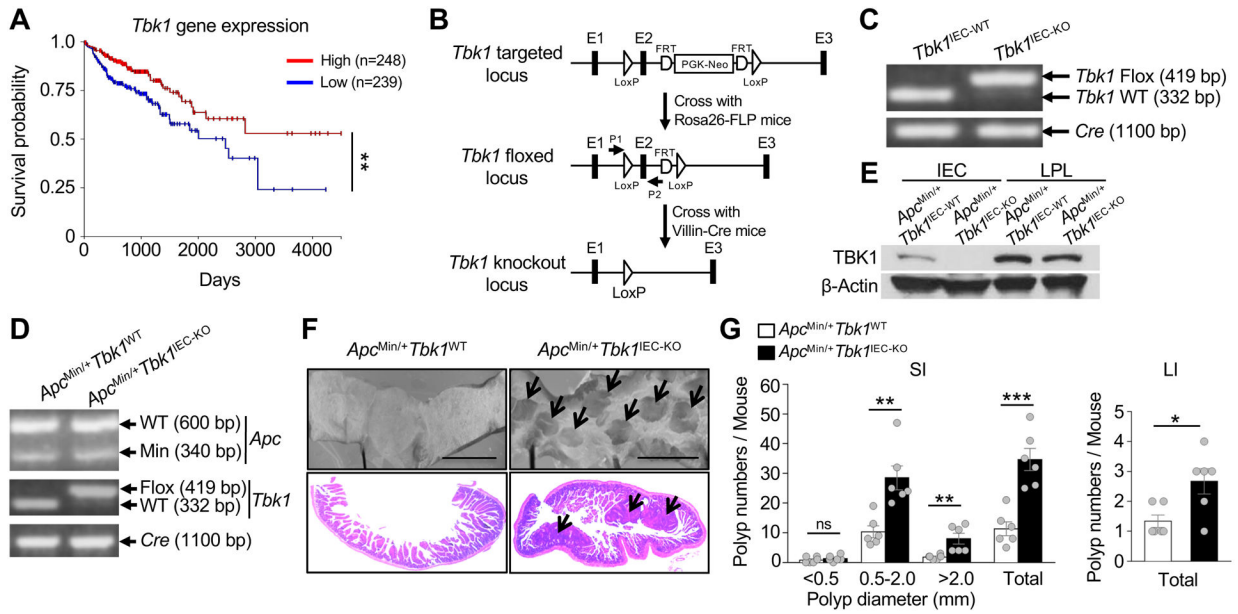 A
Tbk1 gene expression
1.0
0.75
0.5
0.25
0
Survival probability
High (n=248)
Low (n=239)
**
0
1000
2000
3000
4000
Days
B
E1
E2
FRT
FRT
E3
Tbk1 targeted
locus
PGK-Neo
LoxP
LoxP
Cross with
Rosa26-FLP mice
E1
P1
E2
FRT
E3
Tbk1 floxed
locus
LoxP
P2
LoxP
Cross with
Villin-Cre mice
E1
E3
Tbk1 knockout
locus
LoxP
C
Tbk1IEC-WT
Tbk1IEC-KO
Tbk1 Flox (419 bp)
Tbk1 WT (332 bp)
Cre (1100 bp)
E
IEC
LPL
ApcMin/+
Tbk1IEC-WT
ApcMin/+
Tbk1IEC-KO
ApcMin/+
Tbk1IEC-WT
ApcMin/+
Tbk1IEC-KO
TBK1
β-Actin
D
ApcMin/+Tbk1WT
ApcMin/+Tbk1IEC-KO
WT (600 bp)
Min (340 bp)
Apc
Flox (419 bp)
WT (332 bp)
Tbk1
Cre (1100 bp)
F
ApcMin/+Tbk1WT
ApcMin/+Tbk1IEC-KO
G
ApcMin/+Tbk1WT
ApcMin/+Tbk1IEC-KO
SI
Polyp numbers / Mouse
60
50
40
30
20
10
0
ns
**
**
***
<0.5
0.5-2.0
>2.0
Total
Polyp diameter (mm)
LI
Polyp numbers / Mouse
5
4
3
2
1
0
*
Total